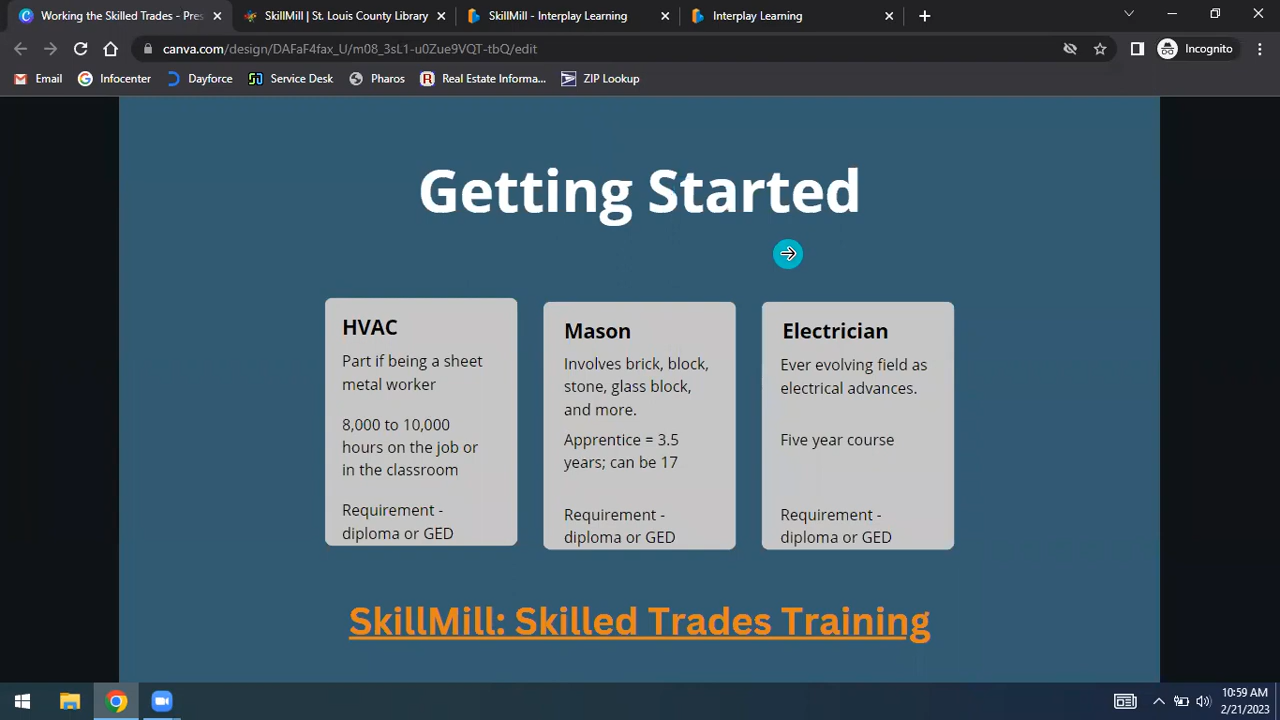 Working the Skilled Trades - Pres
SkillMill | St. Louis County Library
SkillMill - Interplay Learning
Interplay Learning
canva.com/design/DAFaF4fax_U/m08_3sL1-u0Zue9VQT-tbQ/edit
Incognito
Email
Infocenter
Dayforce
Service Desk
Pharos
Real Estate Informa...
ZIP Lookup
Getting Started
HVAC
Part if being a sheet
metal worker
8,000 to 10,000
hours on the job or
in the classroom
Requirement -
diploma or GED
Mason
Involves brick, block,
stone, glass block,
and more.
Apprentice = 3.5
years; can be 17
Requirement -
diploma or GED
Electrician
Ever evolving field as
electrical advances.
Five year course
Requirement -
diploma or GED
SkillMill: Skilled Trades Training
10:59 AM
2/21/2023